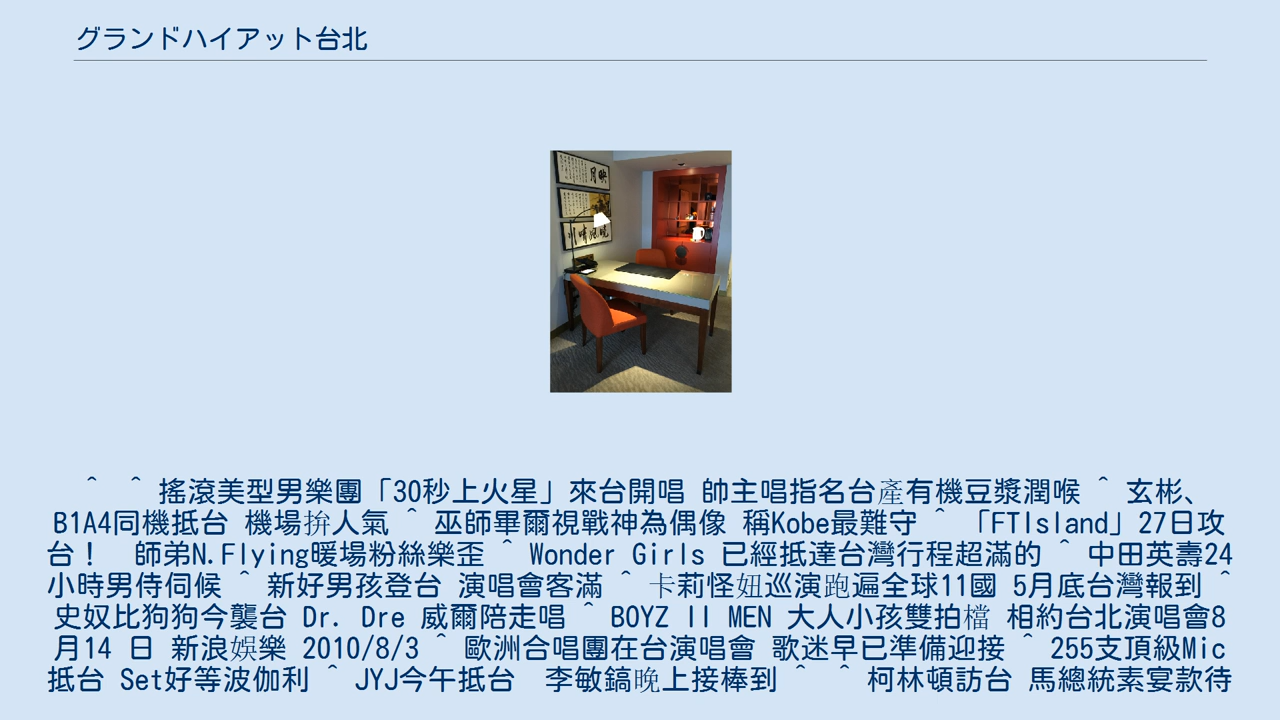 グランドハイアット台北
月映
川晴眼暁
＾　＾ 搖滾美型男樂團「30秒上火星」來台開唱 帥主唱指名台產有機豆漿潤喉 ＾ 玄彬、
B1A4同機抵台 機場拚人氣 ＾ 巫師畢爾視戰神為偶像 稱Kobe最難守 ＾ 「FTIsland」27日攻
台！　師弟N.Flying暖場粉絲樂歪 ＾ Wonder Girls 已經抵達台灣行程超滿的 ＾ 中田英壽24
小時男侍伺候 ＾ 新好男孩登台 演唱會客滿 ＾ 卡莉怪妞巡演跑遍全球11國 5月底台灣報到 ＾
史奴比狗狗今襲台 Dr. Dre 威爾陪走唱 ＾ BOYZ II MEN 大人小孩雙拍檔 相約台北演唱會8
月14 日 新浪娛樂 2010/8/3 ＾ 歐洲合唱團在台演唱會 歌迷早已準備迎接 ＾ 255支頂級Mic
抵台 Set好等波伽利 ＾ JYJ今午抵台　李敏鎬晚上接棒到 ＾　＾ 柯林頓訪台 馬總統素宴款待